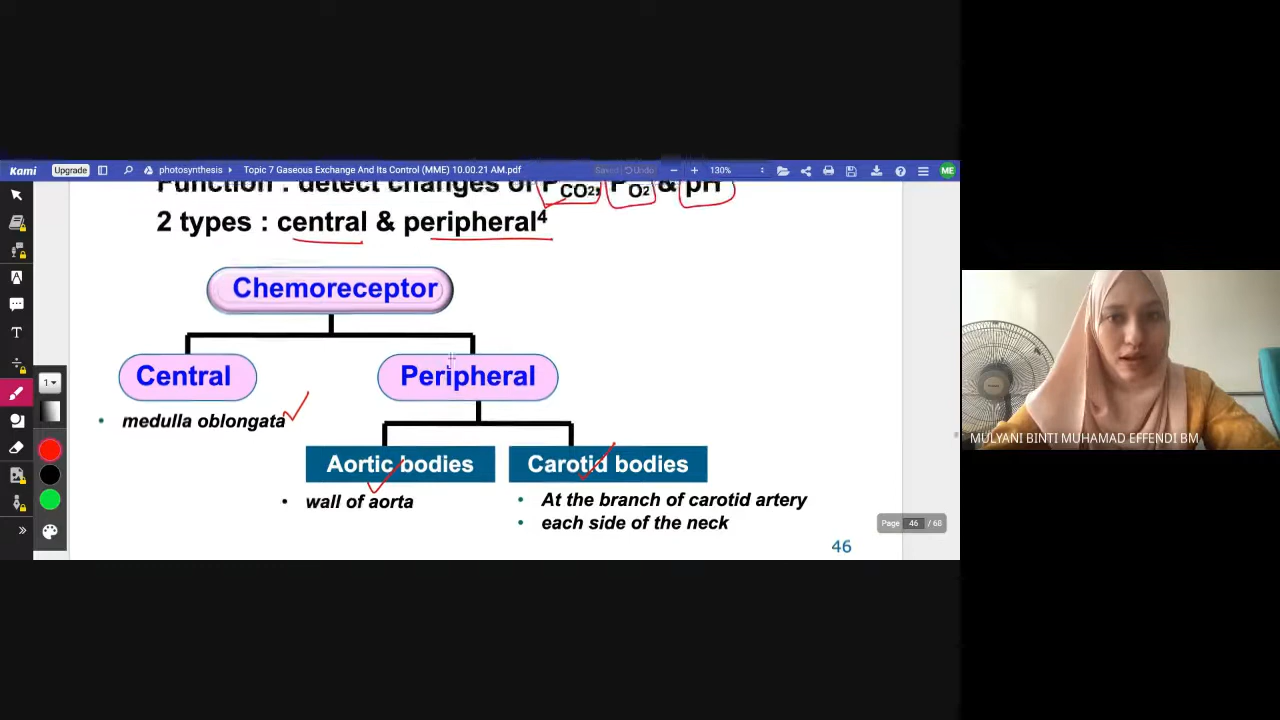 Kami
Upgrade
photosynthesis
Topic 7 Gaseous Exchange And Its Control (MME) 10.00.21 AM.pdf
Saved
Undo
130%
ME
Function : detect changes of PCO2, PO2 & pH
2 types : central & peripheral4
Chemoreceptor
Central
Peripheral
• medulla oblongata
Aortic bodies
Carotid bodies
• wall of aorta
• At the branch of carotid artery
• each side of the neck
Page 46 / 68
46
1
T
A
MULYANI BINTI MUHAMAD EFFENDI BM